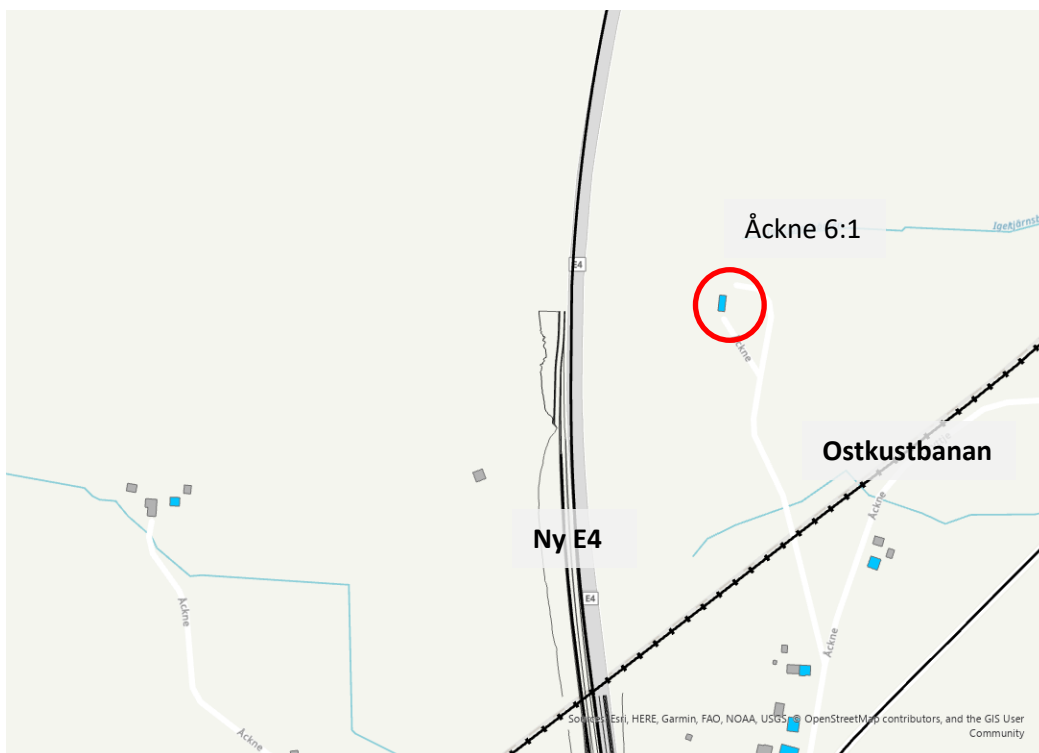 Igeltjärnsb
Åckne 6:1
E4
Åckne
Ostkustbanan
Ny E4
Åckne
E4
Åckne
Åckne
Åckne
Sources: Esri, HERE, Garmin, FAO, NOAA, USGS, © OpenStreetMap contributors, and the GIS User
Community